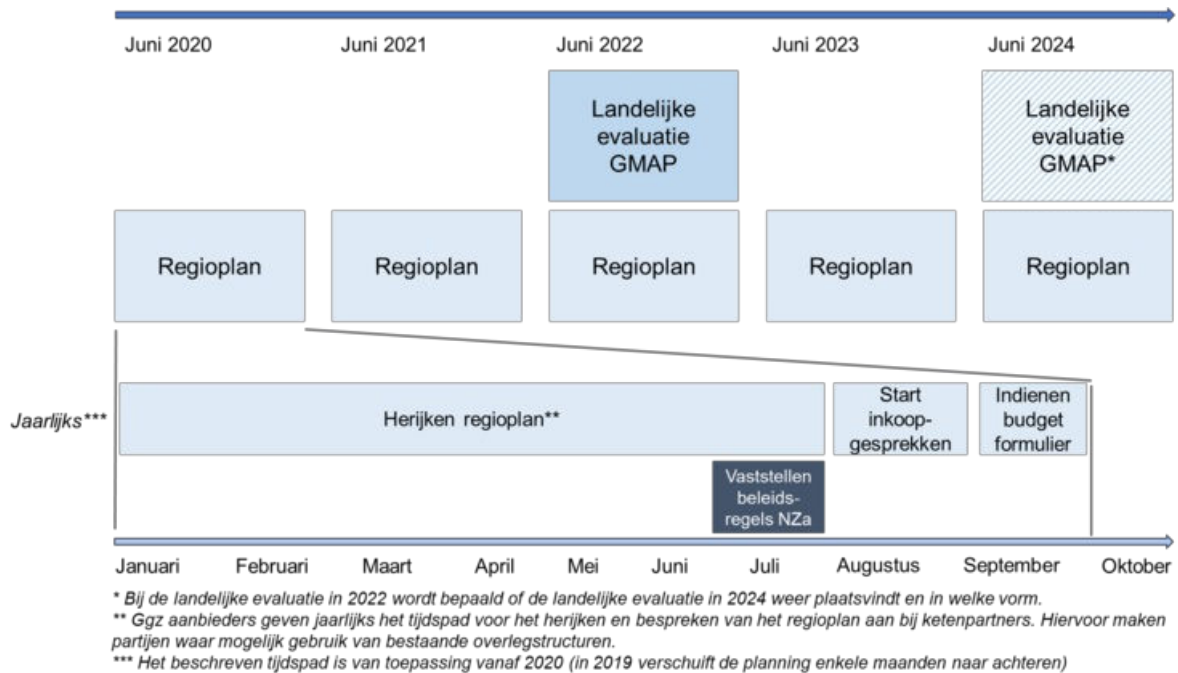 Juni 2020 Juni 2021 Juni 2022 Juni 2023 Juni 2024
Landelijke
evaluatie
GMAP
Landelijke
evaluatie
GMAP*
Regioplan Regioplan Regioplan Regioplan Regioplan
Jaarlijks***
Herijken regioplan**
Start
inkoop-
gesprekken
Indienen
budget
formulier
Vaststellen
beleids-
regels NZa
Januari Februari Maart April Mei Juni Juli Augustus September Oktober
* Bij de landelijke evaluatie in 2022 wordt bepaald of de landelijke evaluatie in 2024 weer plaatsvindt en in welke vorm.
** Ggz aanbieders geven jaarlijks het tijdspad voor het herijken en bespreken van het regioplan aan bij ketenpartners. Hiervoor maken
partijen waar mogelijk gebruik van bestaande overlegstructuren.
*** Het beschreven tijdspad is van toepassing vanaf 2020 (in 2019 verschuift de planning enkele maanden naar achteren)